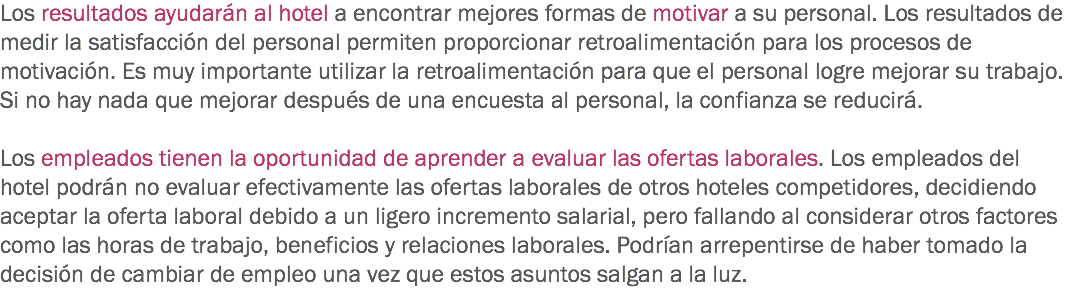 Los resultados ayudarán al hotel a encontrar mejores formas de motivar a su personal. Los resultados de
medir la satisfacción del personal permiten proporcionar retroalimentación para los procesos de
motivación. Es muy importante utilizar la retroalimentación para que el personal logre mejorar su trabajo.
Si no hay nada que mejorar después de una encuesta al personal, la confianza se reducirá.
Los empleados tienen la oportunidad de aprender a evaluar las ofertas laborales. Los empleados del
hotel podrán no evaluar efectivamente las ofertas laborales de otros hoteles competidores, decidiendo
aceptar la oferta laboral debido a un ligero incremento salarial, pero fallando al considerar otros factores
como las horas de trabajo, beneficios y relaciones laborales. Podrían arrepentirse de haber tomado la
decisión de cambiar de empleo una vez que estos asuntos salgan a la luz.